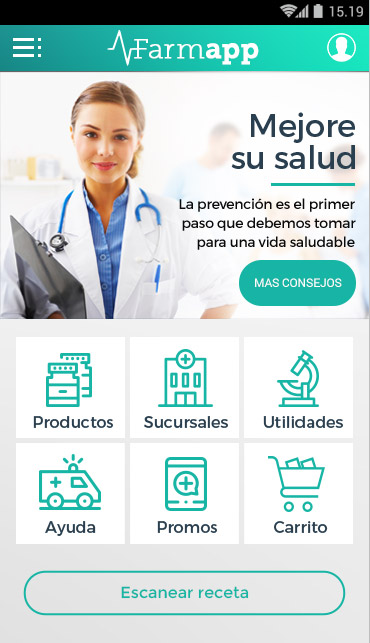 15.19
Farmapp
Mejore
su salud
La prevención es el primer
paso que debemos tomar
para una vida saludable
MAS CONSEJOS
Productos
Sucursales
Utilidades
Ayuda
Promos
Carrito
Escanear receta